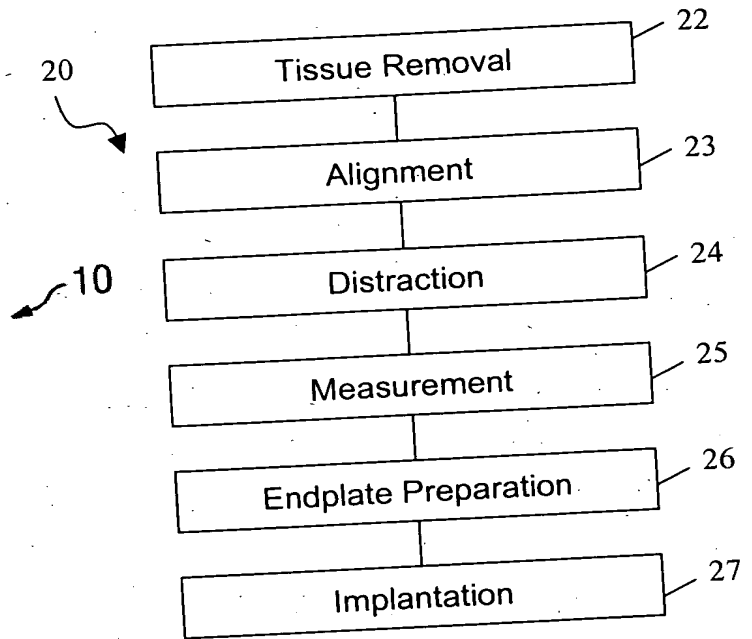 22
Tissue Removal
20
23
Alignment
24
Distraction
10
25
Measurement
26
Endplate Preparation
27
Implantation